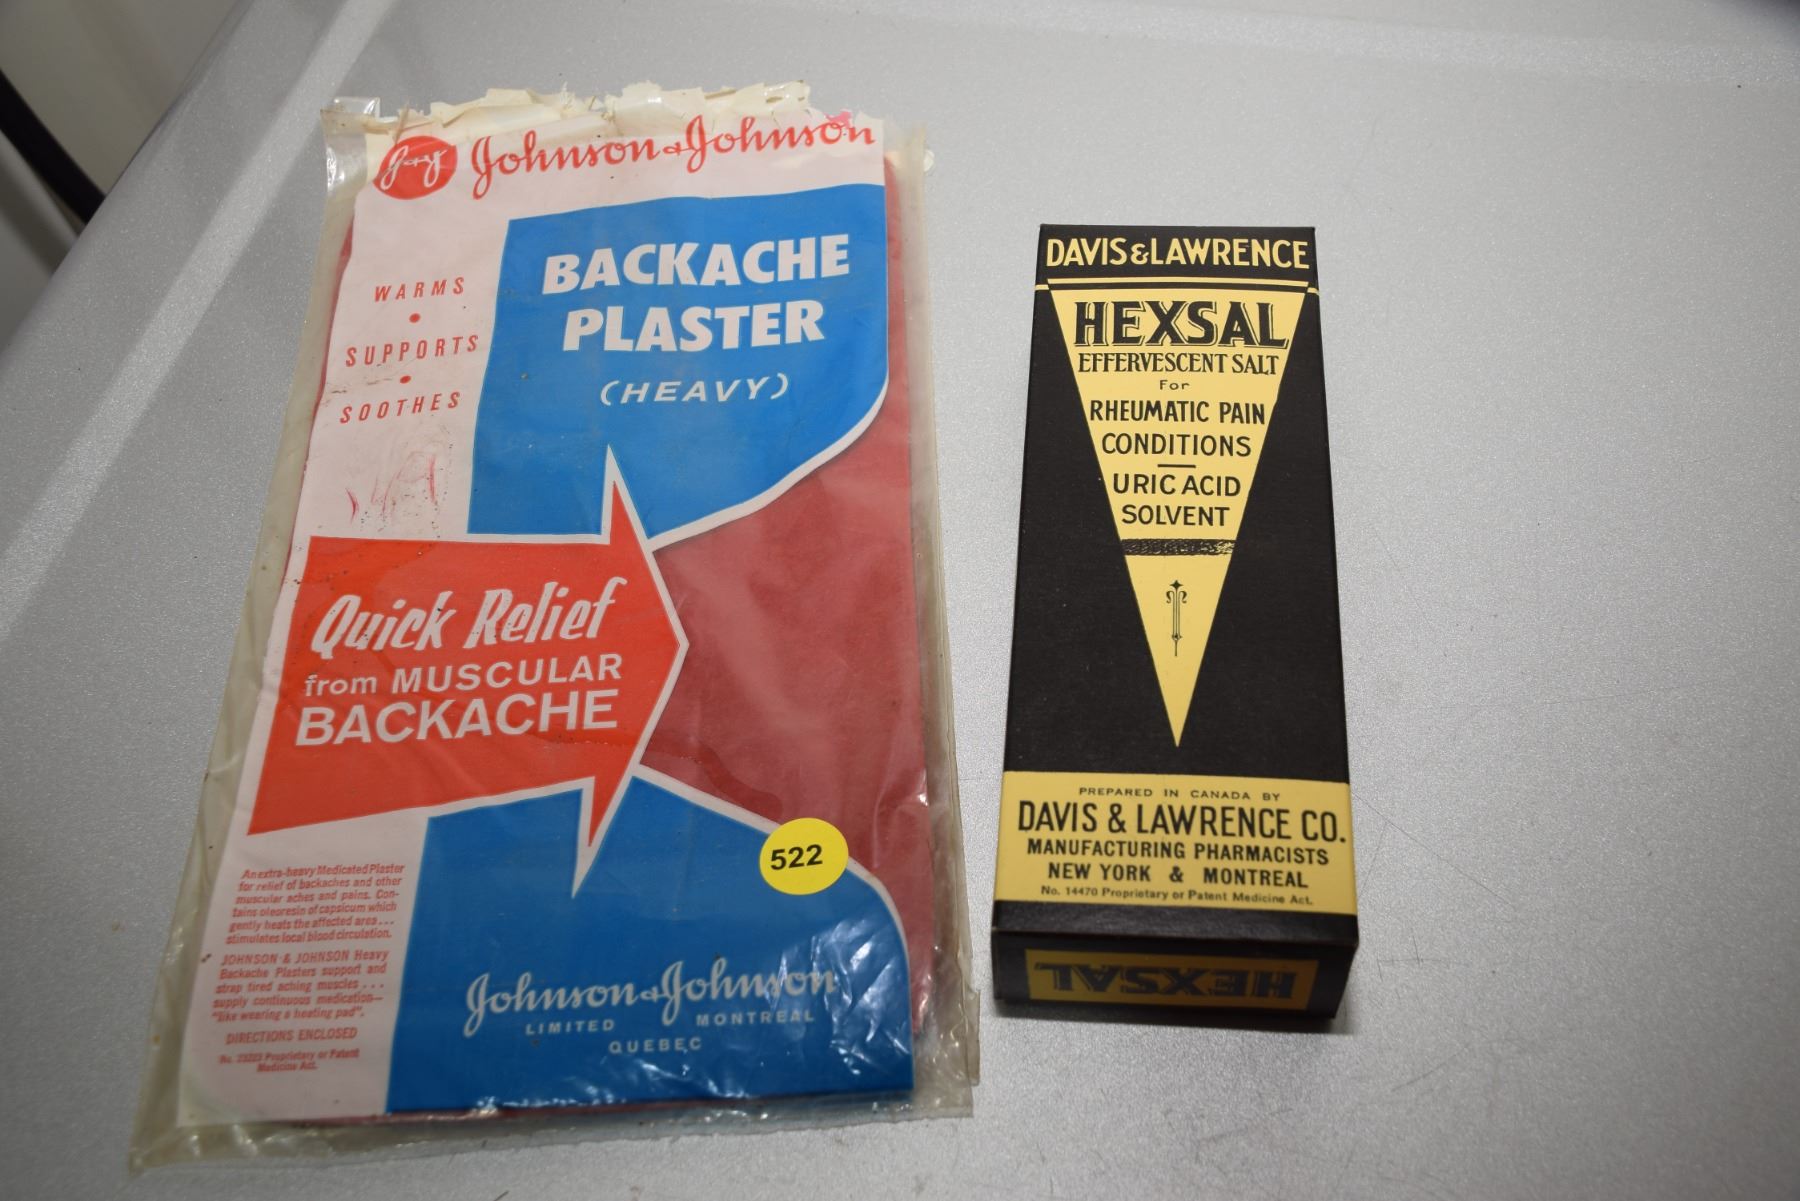 J&J Johnson & Johnson
WARMS
•
SUPPORTS
•
SOOTHES
BACKACHE
PLASTER
(HEAVY)
Quick Relief
from MUSCULAR
BACKACHE
An extra-heavy Medicated Plaster
for relief of backaches and other
muscular aches and pains. Con-
tains oleoresin of capsicum which
gently heats the affected area...
stimulates local blood circulation.
JOHNSON & JOHNSON Heavy
Backache Plasters support and
strap tired aching muscles...
supply continuous medication—
"like wearing a heating pad".
DIRECTIONS ENCLOSED
Proprietary or Patent
Medicine Act.
522
Johnson & Johnson
LIMITED MONTREAL
QUEBEC
DAVIS & LAWRENCE
HEXSAL
EFFERVESCENT SALT
For
RHEUMATIC PAIN
CONDITIONS
URIC ACID
SOLVENT
PREPARED IN CANADA BY
DAVIS & LAWRENCE CO.
MANUFACTURING PHARMACISTS
NEW YORK & MONTREAL
No. 14470 Proprietary or Patent Medicine Act.
HEXSAL